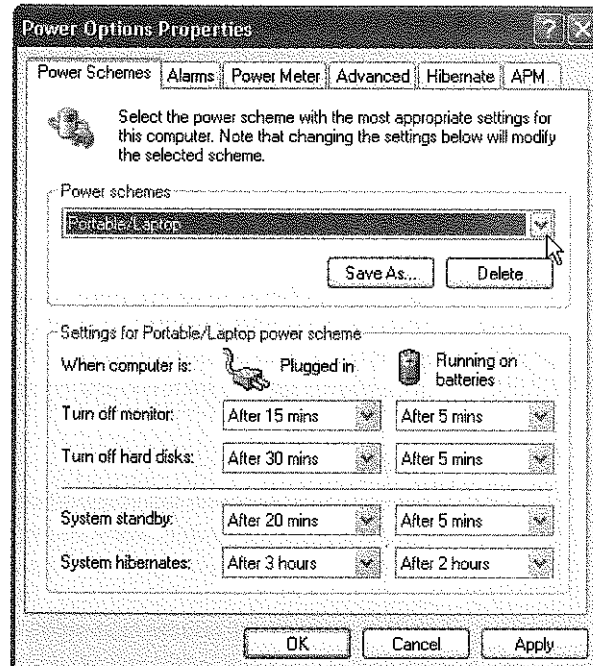 Power Options Properties
Power Schemes Alarms Power Meter Advanced Hibernate APM
Select the power scheme with the most appropriate settings for
this computer. Note that changing the settings below will modify
the selected scheme.
Power schemes
Portable/Laptop
Save As... Delete
Settings for Portable/Laptop power scheme
When computer is: Plugged in Running on
batteries
Turn off monitor: After 15 mins After 5 mins
Turn off hard disks: After 30 mins After 5 mins
System standby: After 20 mins After 5 mins
System hibernates: After 3 hours After 2 hours
OK Cancel Apply